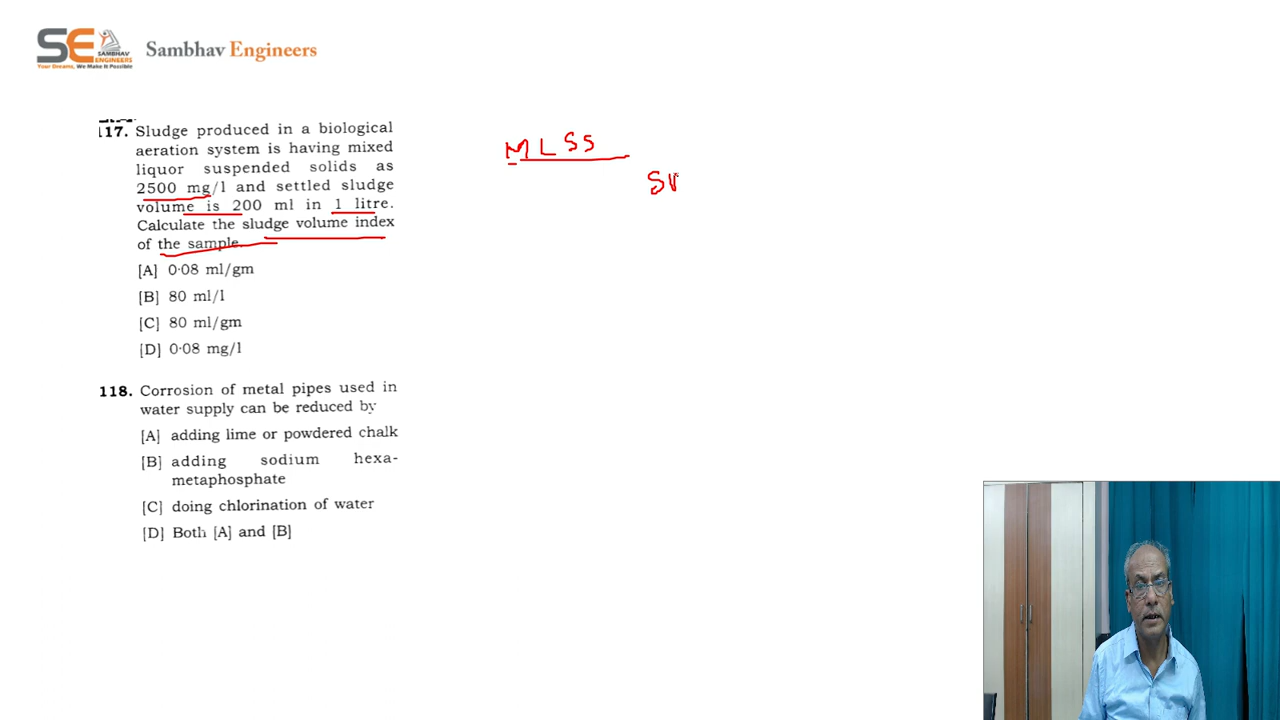 SE
SAMBHAV
ENGINEERS
Your Dreams, We Make It Possible
Sambhav Engineers
117. Sludge produced in a biological
aeration system is having mixed
liquor suspended solids as
2500 mg/l and settled sludge
volume is 200 ml in 1 litre.
Calculate the sludge volume index
of the sample.
[A] 0·08 ml/gm
[B] 80 ml/l
[C] 80 ml/gm
[D] 0·08 mg/l
118. Corrosion of metal pipes used in
water supply can be reduced by
[A] adding lime or powdered chalk
[B] adding sodium hexa-
metaphosphate
[C] doing chlorination of water
[D] Both [A] and [B]
MLSS